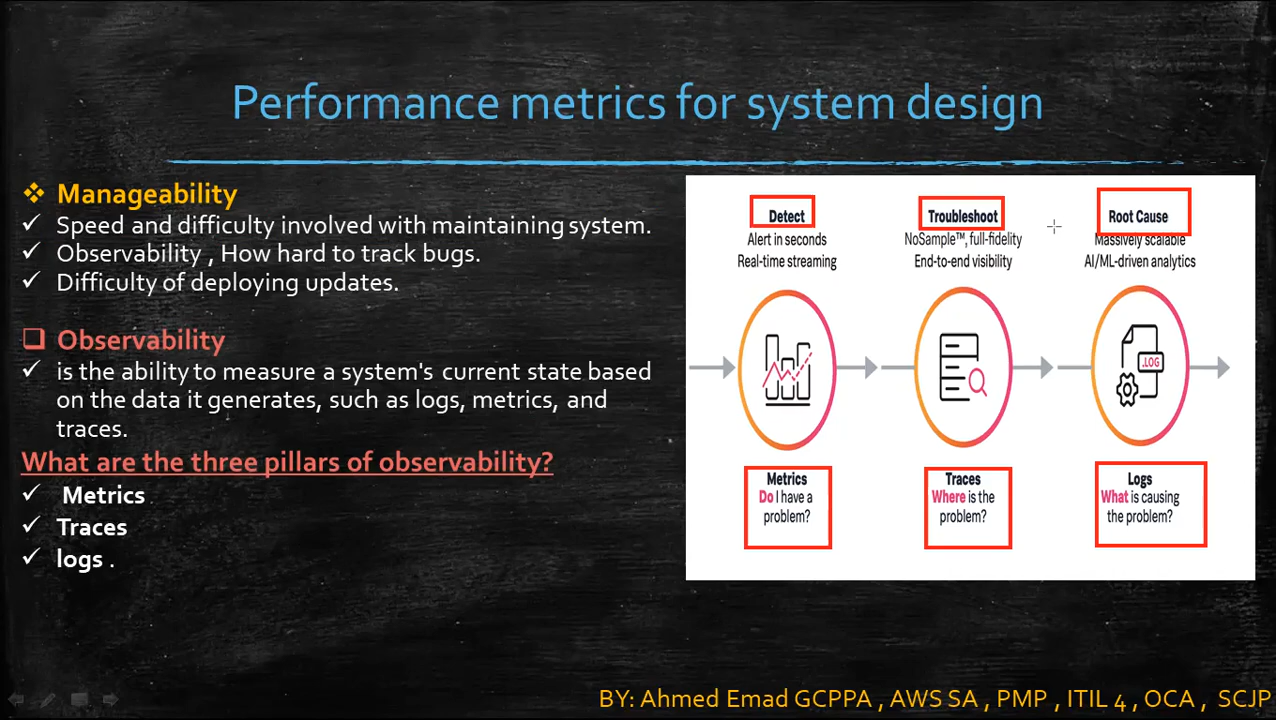 Performance metrics for system design
❖ Manageability
✓ Speed and difficulty involved with maintaining system.
✓ Observability , How hard to track bugs.
✓ Difficulty of deploying updates.
❑ Observability
✓ is the ability to measure a system's current state based
on the data it generates, such as logs, metrics, and
traces.
What are the three pillars of observability?
✓ Metrics
✓ Traces
✓ logs .
Detect
Alert in seconds
Real-time streaming
Troubleshoot
NoSample™, full-fidelity
End-to-end visibility
Root Cause
Massively scalable
AI/ML-driven analytics
.LOG
Metrics
Do I have a
problem?
Traces
Where is the
problem?
Logs
What is causing
the problem?
BY: Ahmed Emad GCPPA , AWS SA , PMP , ITIL 4 , OCA , SCJP